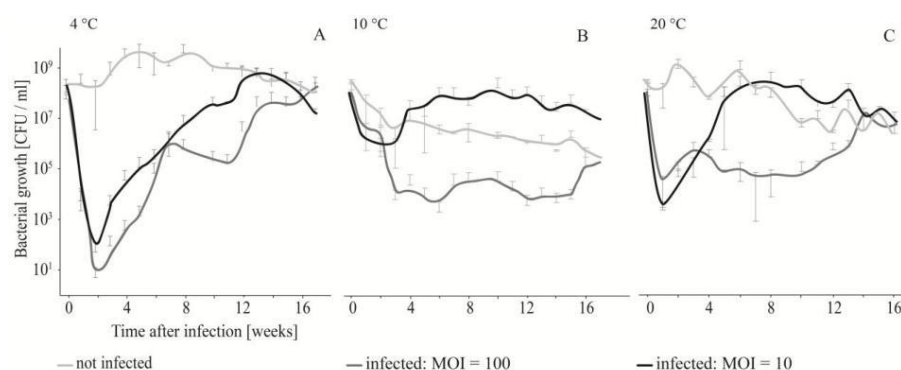 4 °C
A
10 °C
B
20 °C
C
Bacterial growth [CFU / ml]
10⁹
10⁷
10⁵
10³
10¹
0 4 8 12 16
0 4 8 12 16
0 4 8 12 16
Time after infection [weeks]
not infected
infected: MOI = 100
infected: MOI = 10